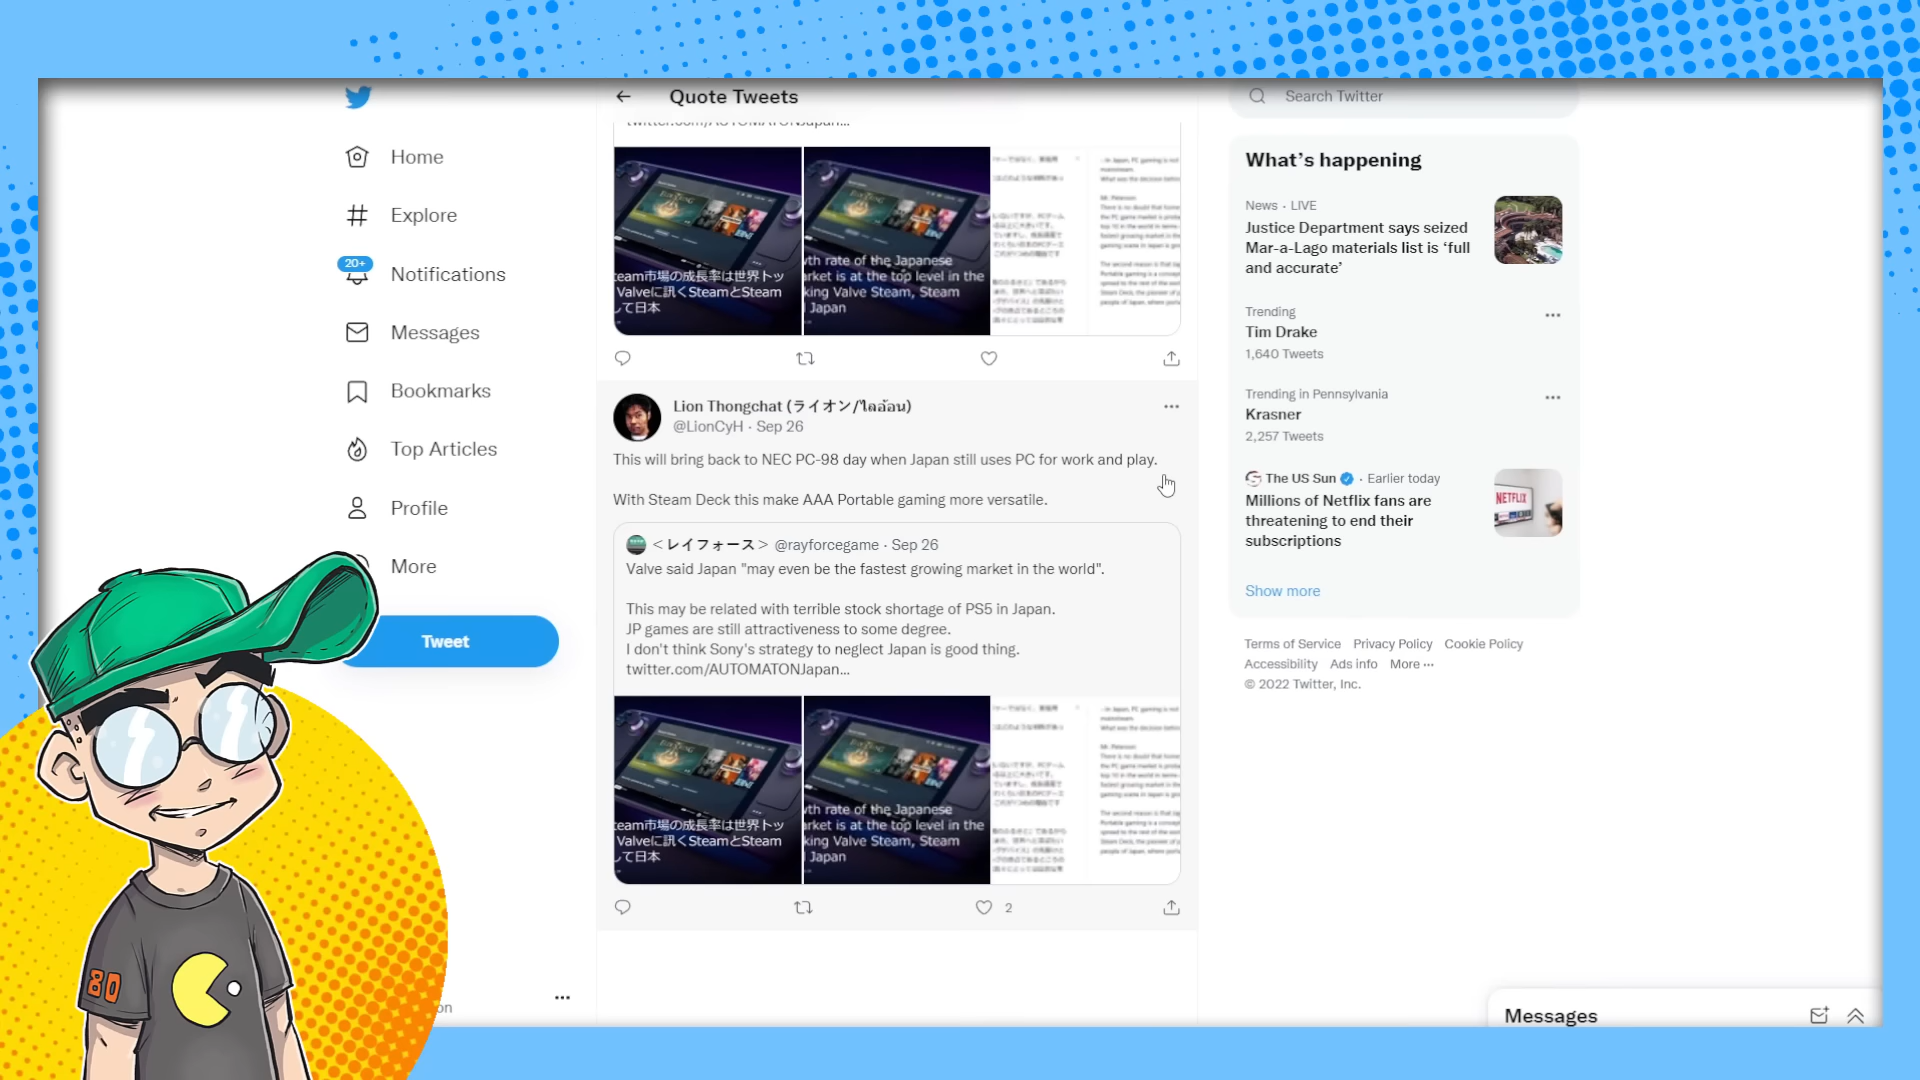 Quote Tweets
Search Twitter
Home
Explore
20+
Notifications
Messages
Bookmarks
Top Articles
Profile
More
Tweet
twitter.com/AUTOMATONJapan...
team市場の成長率は世界トッ
Valveに訊くSteamとSteam
して日本
wth rate of the Japanese
arket is at the top level in the
king Valve Steam, Steam
Japan
Lion Thongchat (ライオン/ไลอ้อน)
@LionCyH · Sep 26
This will bring back to NEC PC-98 day when Japan still uses PC for work and play.
With Steam Deck this make AAA Portable gaming more versatile.
<レイフォース> @rayforcegame · Sep 26
Valve said Japan "may even be the fastest growing market in the world".
This may be related with terrible stock shortage of PS5 in Japan.
JP games are still attractiveness to some degree.
I don't think Sony's strategy to neglect Japan is good thing.
twitter.com/AUTOMATONJapan...
team市場の成長率は世界トッ
Valveに訊くSteamとSteam
して日本
wth rate of the Japanese
arket is at the top level in the
king Valve Steam, Steam
Japan
2
What's happening
News · LIVE
Justice Department says seized
Mar-a-Lago materials list is 'full
and accurate'
Trending
Tim Drake
1,640 Tweets
Trending in Pennsylvania
Krasner
2,257 Tweets
The US Sun · Earlier today
Millions of Netflix fans are
threatening to end their
subscriptions
NETFLIX
Show more
Terms of Service Privacy Policy Cookie Policy
Accessibility Ads info More ···
© 2022 Twitter, Inc.
Messages
80
on